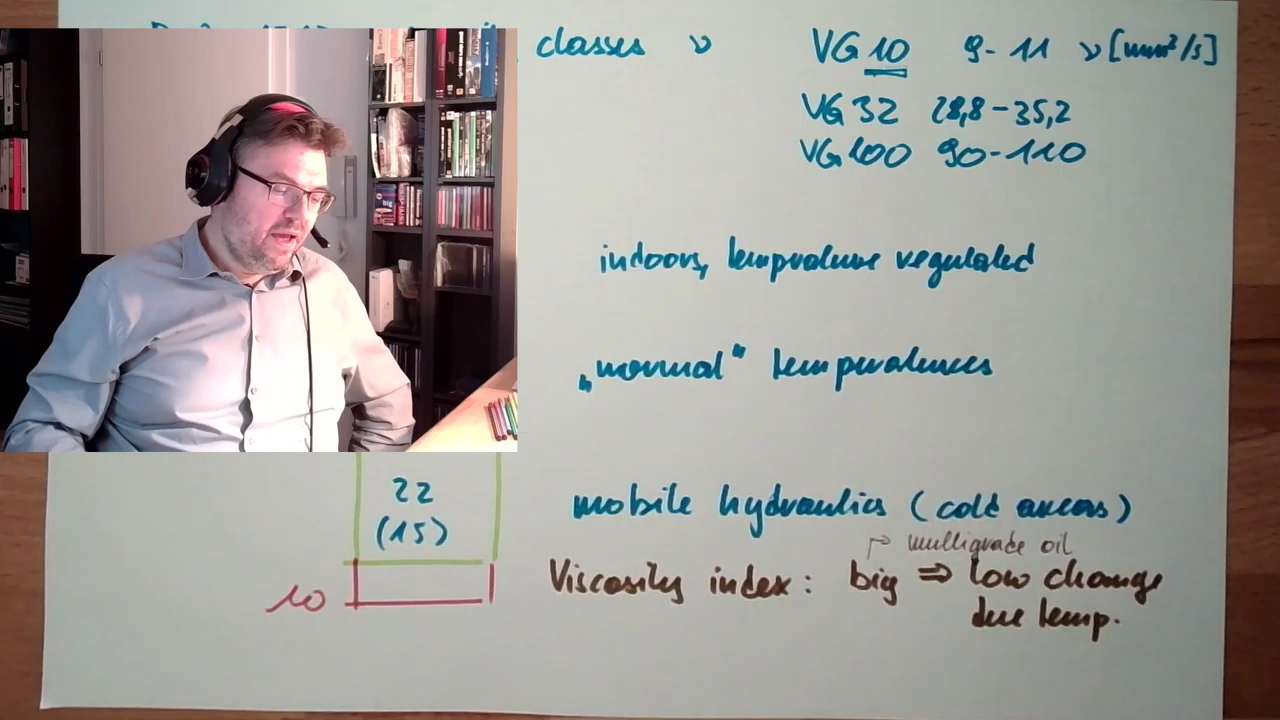 classes ν VG 10 9-11 ν [mm²/s]
VG 32 28,8-35,2
VG 100 90-110
indoors, temprature regulated
„normal" temperatures
22
mobile hydraulics (cold areas)
(15)
multigrade oil
Viscosity index: big ⇒ low change
10
due temp.